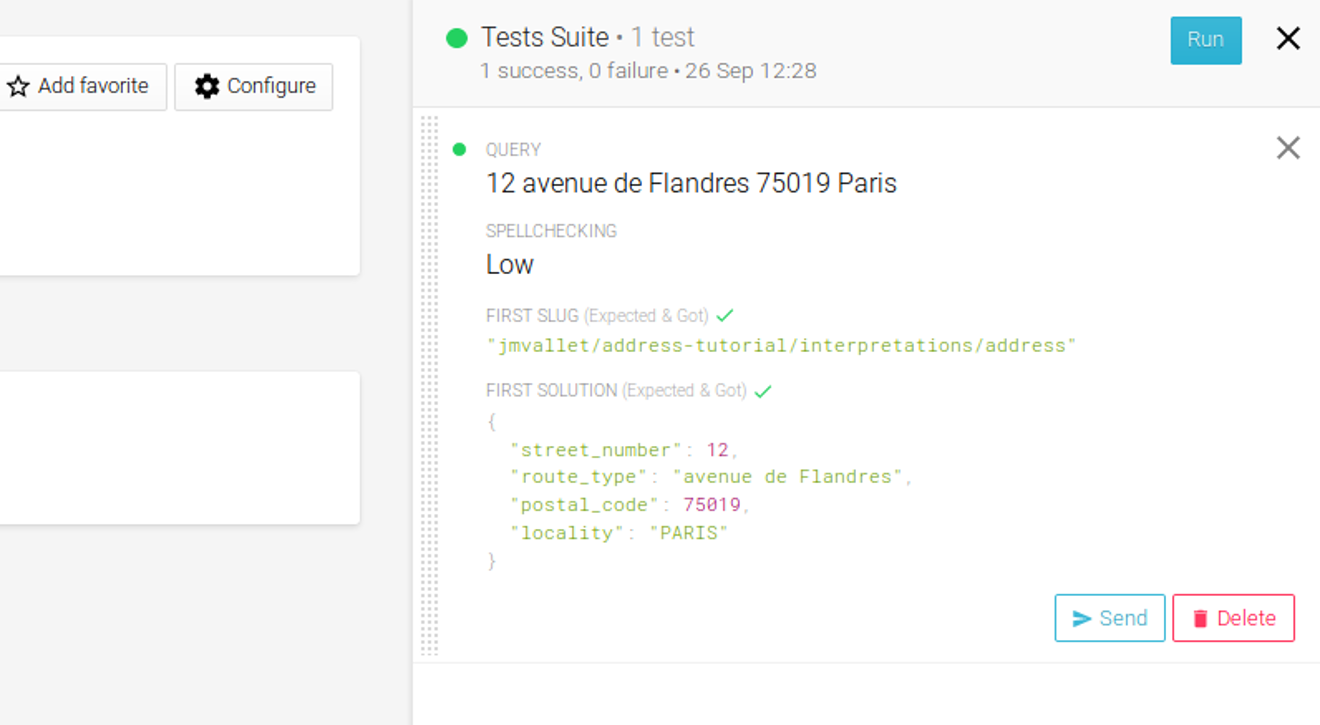 Add favorite
Configure
Tests Suite • 1 test
1 success, 0 failure • 26 Sep 12:28
Run
QUERY
12 avenue de Flandres 75019 Paris
SPELLCHECKING
Low
FIRST SLUG (Expected & Got)
"jmvallet/address-tutorial/interpretations/address"
FIRST SOLUTION (Expected & Got)
{
"street_number": 12,
"route_type": "avenue de Flandres",
"postal_code": 75019,
"locality": "PARIS"
}
Send
Delete